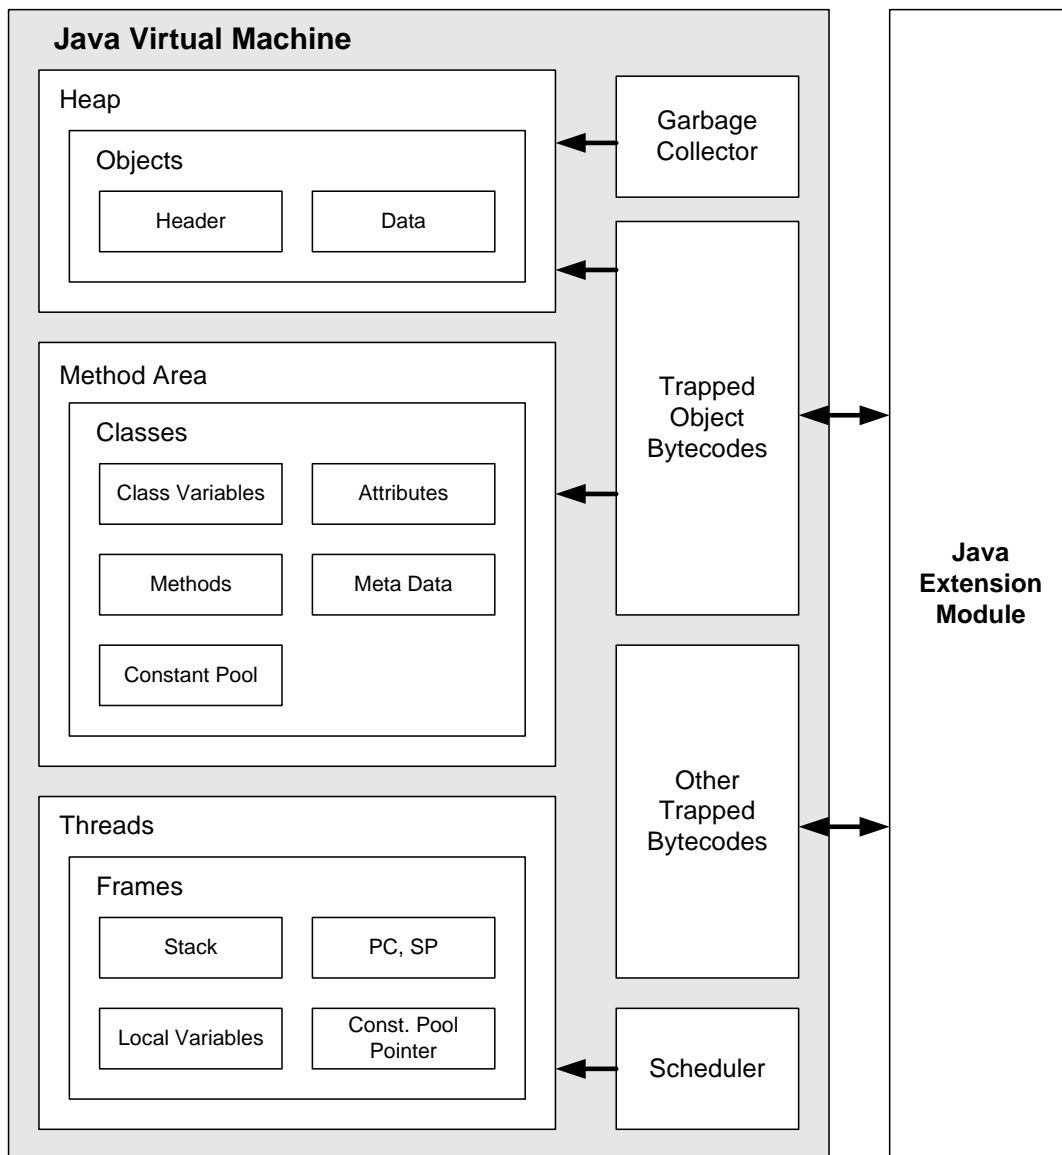 Java Virtual Machine
Heap
Objects
Header
Data
Garbage
Collector
Method Area
Classes
Class Variables
Attributes
Methods
Meta Data
Constant Pool
Trapped
Object
Bytecodes
Threads
Frames
Stack
PC, SP
Local Variables
Const. Pool
Pointer
Other
Trapped
Bytecodes
Scheduler
Java
Extension
Module